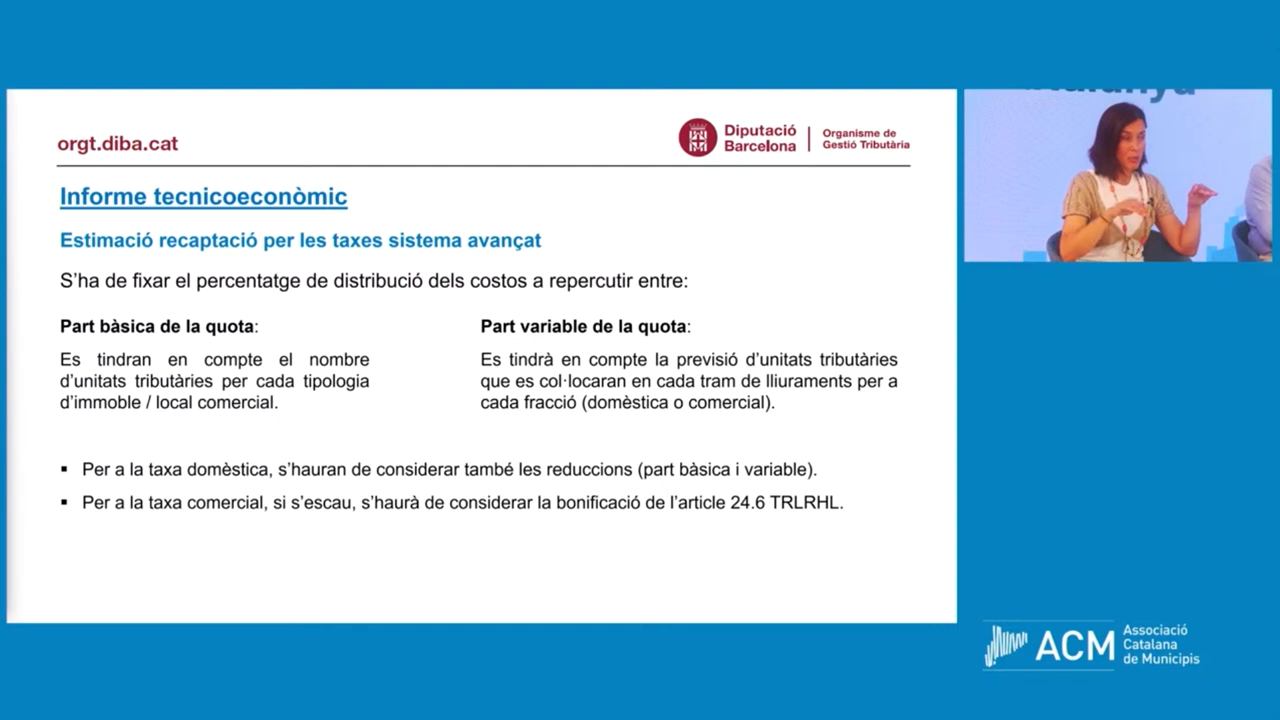 orgt.diba.cat
Diputació
Barcelona
Organisme de
Gestió Tributària
Informe tecnicoeconòmic
Estimació recaptació per les taxes sistema avançat
S'ha de fixar el percentatge de distribució dels costos a repercutir entre:
Part bàsica de la quota:
Es tindran en compte el nombre
d'unitats tributàries per cada tipologia
d'immoble / local comercial.
Part variable de la quota:
Es tindrà en compte la previsió d'unitats tributàries
que es col·locaran en cada tram de lliuraments per a
cada fracció (domèstica o comercial).
▪ Per a la taxa domèstica, s'hauran de considerar també les reduccions (part bàsica i variable).
▪ Per a la taxa comercial, si s'escau, s'haurà de considerar la bonificació de l'article 24.6 TRLRHL.
ACM
Associació
Catalana
de Municipis